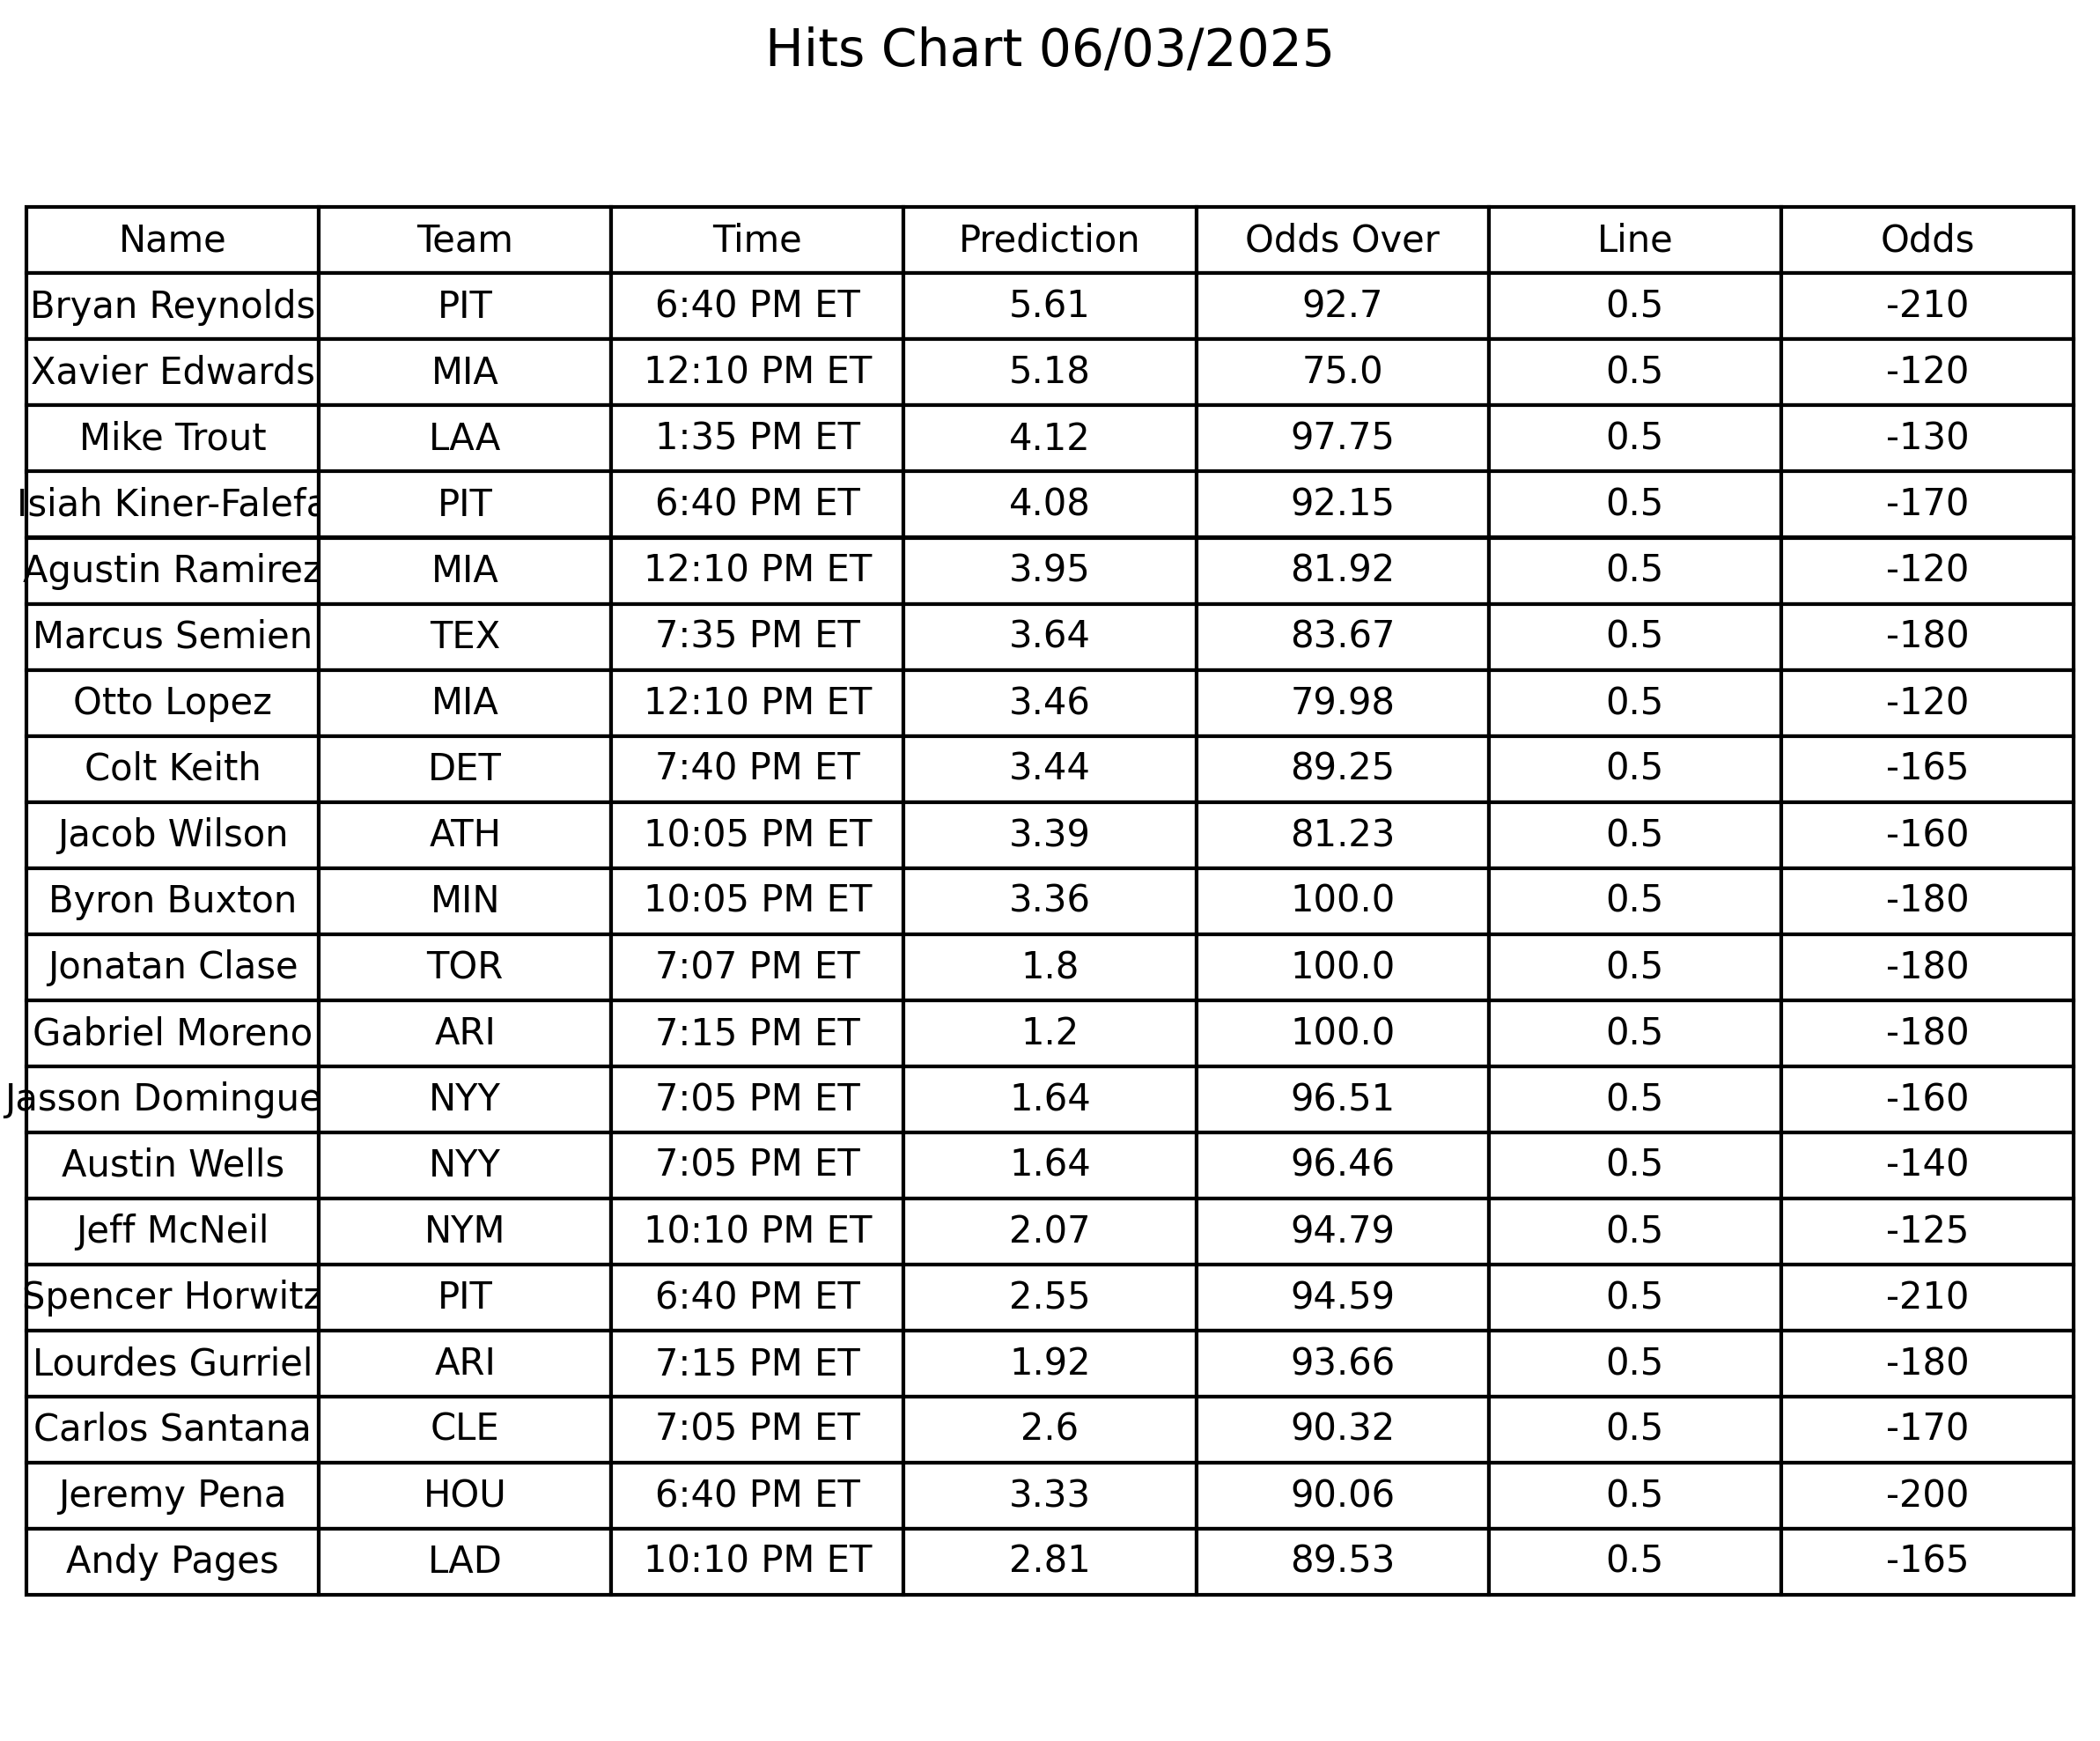 Hits Chart 06/03/2025
Name Team Time Prediction Odds Over Line Odds
Bryan Reynolds PIT 6:40 PM ET 5.61 92.7 0.5 -210
Xavier Edwards MIA 12:10 PM ET 5.18 75.0 0.5 -120
Mike Trout LAA 1:35 PM ET 4.12 97.75 0.5 -130
Isiah Kiner-Falefa PIT 6:40 PM ET 4.08 92.15 0.5 -170
Agustin Ramirez MIA 12:10 PM ET 3.95 81.92 0.5 -120
Marcus Semien TEX 7:35 PM ET 3.64 83.67 0.5 -180
Otto Lopez MIA 12:10 PM ET 3.46 79.98 0.5 -120
Colt Keith DET 7:40 PM ET 3.44 89.25 0.5 -165
Jacob Wilson ATH 10:05 PM ET 3.39 81.23 0.5 -160
Byron Buxton MIN 10:05 PM ET 3.36 100.0 0.5 -180
Jonatan Clase TOR 7:07 PM ET 1.8 100.0 0.5 -180
Gabriel Moreno ARI 7:15 PM ET 1.2 100.0 0.5 -180
Jasson Domingue NYY 7:05 PM ET 1.64 96.51 0.5 -160
Austin Wells NYY 7:05 PM ET 1.64 96.46 0.5 -140
Jeff McNeil NYM 10:10 PM ET 2.07 94.79 0.5 -125
Spencer Horwitz PIT 6:40 PM ET 2.55 94.59 0.5 -210
Lourdes Gurriel ARI 7:15 PM ET 1.92 93.66 0.5 -180
Carlos Santana CLE 7:05 PM ET 2.6 90.32 0.5 -170
Jeremy Pena HOU 6:40 PM ET 3.33 90.06 0.5 -200
Andy Pages LAD 10:10 PM ET 2.81 89.53 0.5 -165